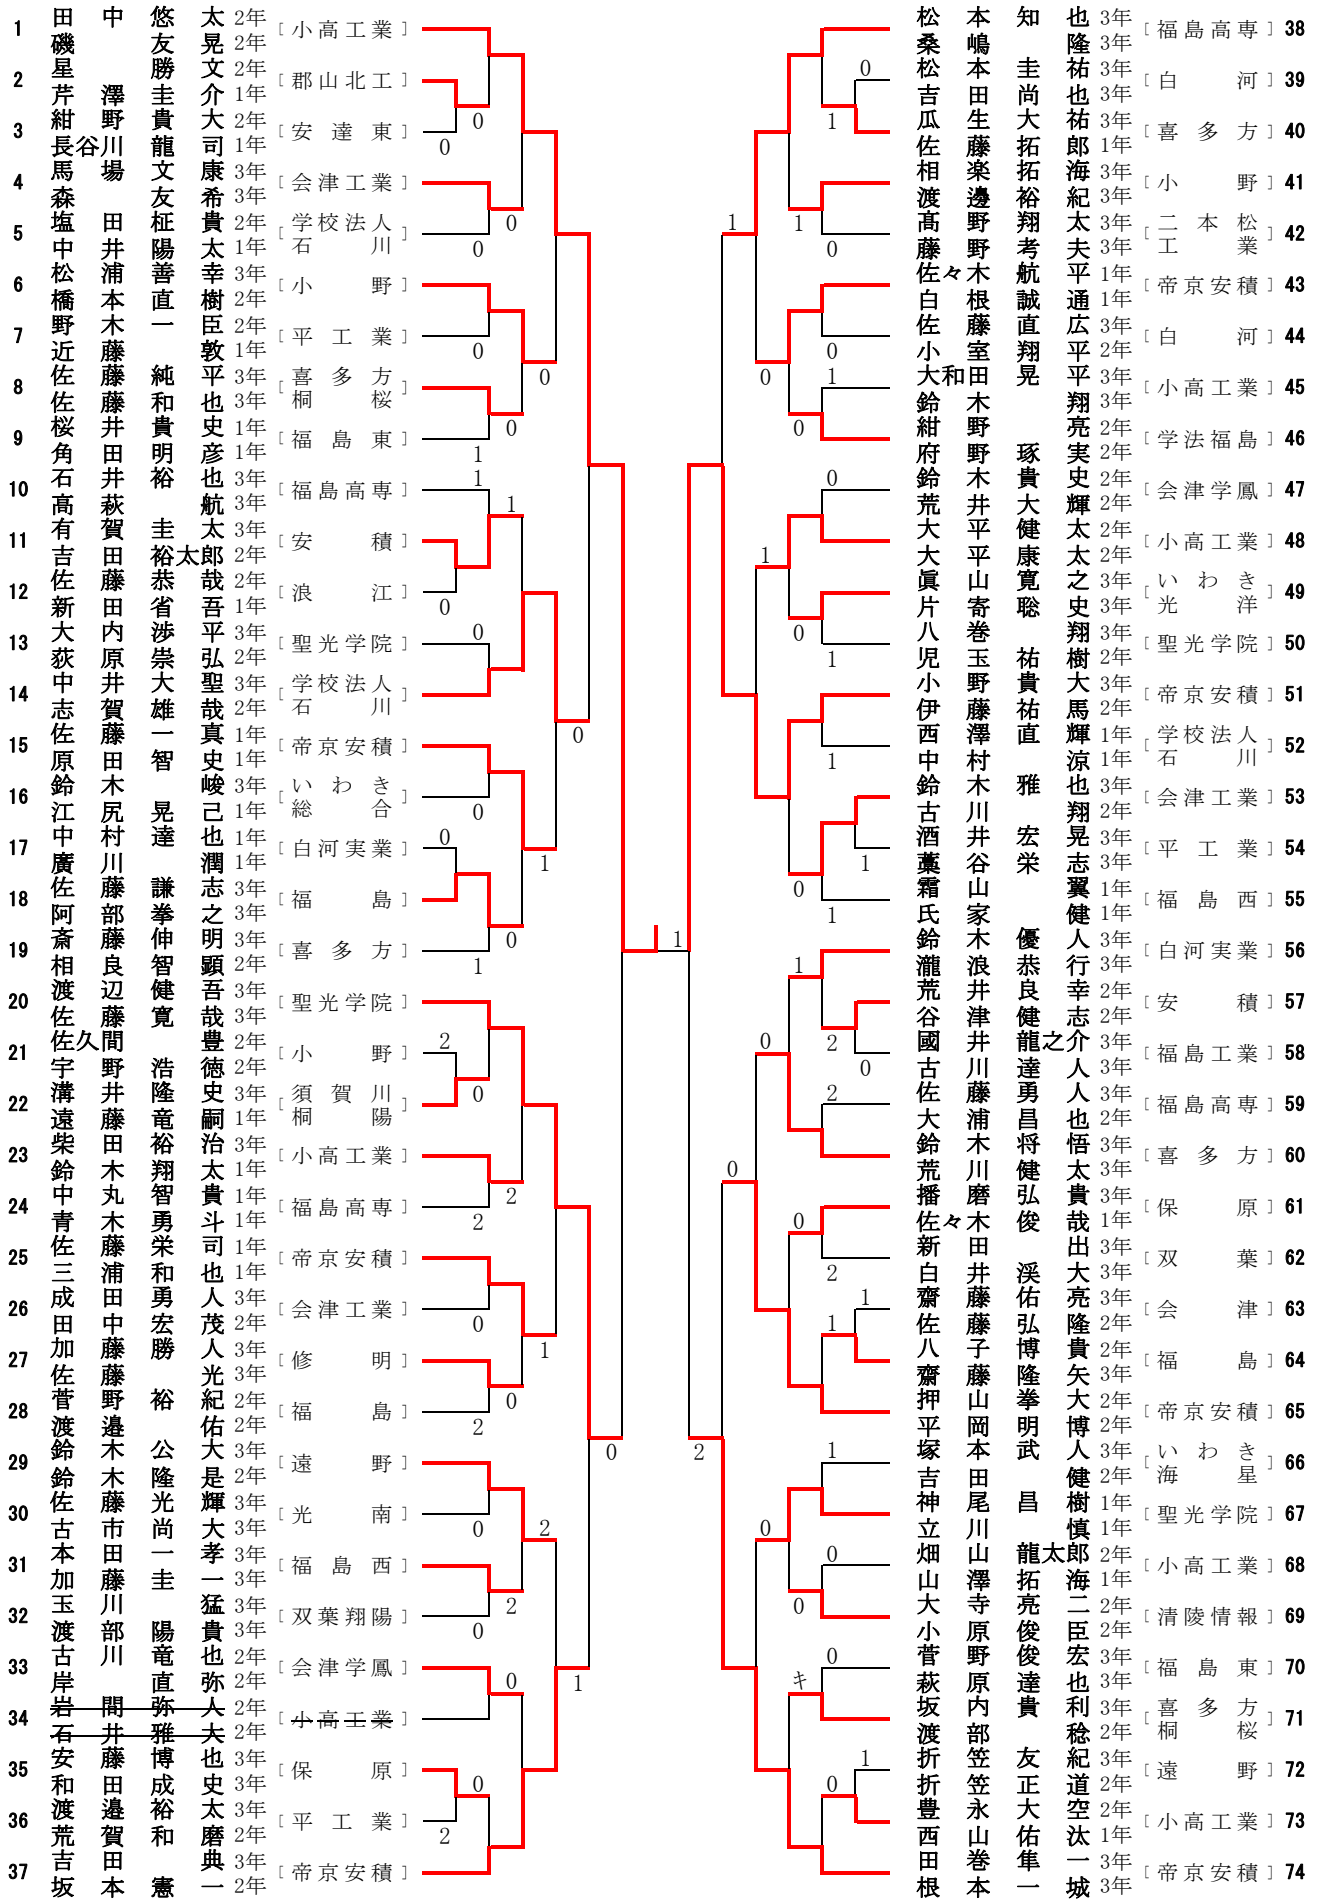 1 田中悠太 2年 [小高工業]
磯友晃 2年
2 星勝文 2年 [郡山北工]
芹澤圭介 1年
3 紺野貴大 2年 [安達東]
長谷川龍司 1年
4 馬場文康 3年 [会津工業]
森友希 3年
5 塩田柾貴 2年 [学校法人石川]
中井陽太 1年
6 松浦善幸 3年 [小野]
橋本直樹 2年
7 野木一臣 2年 [平工業]
近藤敦 1年
8 佐藤純平 3年 [喜多方桐桜]
佐藤和也 3年
9 桜井貴史 1年 [福島東]
角田明彦 1年
10 石井裕也 3年 [福島高専]
高萩航 3年
11 有賀圭太 3年 [安積]
吉田裕太郎 2年
12 佐藤恭哉 2年 [浪江]
新田省吾 1年
13 大内渉平 3年 [聖光学院]
荻原崇弘 2年
14 中井大聖 3年 [学校法人石川]
志賀雄哉 2年
15 佐藤一真 1年 [帝京安積]
原田智史 1年
16 鈴木峻 3年 [いわき総合]
江尻晃己 1年
17 中村達也 1年 [白河実業]
廣川潤 1年
18 佐藤謙志 3年 [福島]
阿部拳之 3年
19 斎藤伸明 3年 [喜多方]
相良智顕 2年
20 渡辺健吾 3年 [聖光学院]
佐藤寛哉 3年
21 佐久間豊 2年 [小野]
宇野浩徳 2年
22 溝井隆史 3年 [須賀川桐陽]
遠藤竜嗣 1年
23 柴田裕治 3年 [小高工業]
鈴木翔太 1年
24 中丸智貴 1年 [福島高専]
青木勇斗 1年
25 佐藤栄司 1年 [帝京安積]
三浦和也 1年
26 成田勇人 3年 [会津工業]
田中宏茂 2年
27 加藤勝人 3年 [修明]
佐藤光 3年
28 菅野裕紀 2年 [福島]
渡邉佑 2年
29 鈴木公大 3年 [遠野]
鈴木隆是 2年
30 佐藤光輝 3年 [光南]
古市尚大 3年
31 本田一孝 3年 [福島西]
加藤圭一 3年
32 玉川猛 3年 [双葉翔陽]
渡部陽貴 3年
33 古川竜也 2年 [会津学鳳]
岸直弥 2年
34 岩間弥人 2年 [小高工業]
石井雅大 2年
35 安藤博也 3年 [保原]
和田成史 3年
36 渡邉裕太 3年 [平工業]
荒賀和磨 2年
37 吉田典 3年 [帝京安積]
坂本憲一 2年
松本知也 3年 [福島高専] 38
桑嶋隆 3年
松本圭祐 3年 [白河] 39
吉田尚也 3年
瓜生大祐 3年 [喜多方] 40
佐藤拓郎 1年
相楽拓海 3年 [小野] 41
渡邊裕紀 3年
髙野翔太 3年 [二本松工業] 42
藤野考夫 3年
佐々木航平 1年 [帝京安積] 43
白根誠通 1年
佐藤直広 3年 [白河] 44
小室翔平 2年
大和田晃平 3年 [小高工業] 45
鈴木翔 3年
紺野亮 2年 [学法福島] 46
府野琢実 2年
鈴木貴史 2年 [会津学鳳] 47
荒井大輝 2年
大平健太 2年 [小高工業] 48
大平康太 2年
眞山寛之 3年 [いわき光洋] 49
片寄聡史 3年
八巻翔 3年 [聖光学院] 50
児玉祐樹 2年
小野貴大 3年 [帝京安積] 51
伊藤祐馬 2年
西澤直輝 1年 [学校法人石川] 52
中村涼 1年
鈴木雅也 3年 [会津工業] 53
古川翔 2年
酒井宏晃 3年 [平工業] 54
藁谷栄志 3年
霜山翼 1年 [福島西] 55
氏家健 1年
鈴木優人 3年 [白河実業] 56
瀧浪恭行 3年
荒井良幸 2年 [安積] 57
谷津健志 2年
國井龍之介 3年 [福島工業] 58
古川達人 3年
佐藤勇人 3年 [福島高専] 59
大浦昌也 2年
鈴木将悟 3年 [喜多方] 60
荒川健太 3年
播磨弘貴 3年 [保原] 61
佐々木俊哉 1年
新田出 3年 [双葉] 62
白井渓大 3年
齋藤佑亮 3年 [会津] 63
佐藤弘隆 2年
八子博貴 2年 [福島] 64
齋藤隆矢 3年
押山拳大 2年 [帝京安積] 65
平岡明博 2年
塚本武人 3年 [いわき海星] 66
吉田健 2年
神尾昌樹 1年 [聖光学院] 67
立川慎 1年
畑山龍太郎 2年 [小高工業] 68
山澤拓海 1年
大寺亮二 2年 [清陵情報] 69
小原俊臣 2年
菅野俊宏 3年 [福島東] 70
萩原達也 3年
坂内貴利 3年 [喜多方桐桜] 71
渡部稔 2年
折笠友紀 3年 [遠野] 72
折笠正道 2年
豊永大空 2年 [小高工業] 73
西山佑汰 1年
田巻隼一 3年 [帝京安積] 74
根本一城 3年